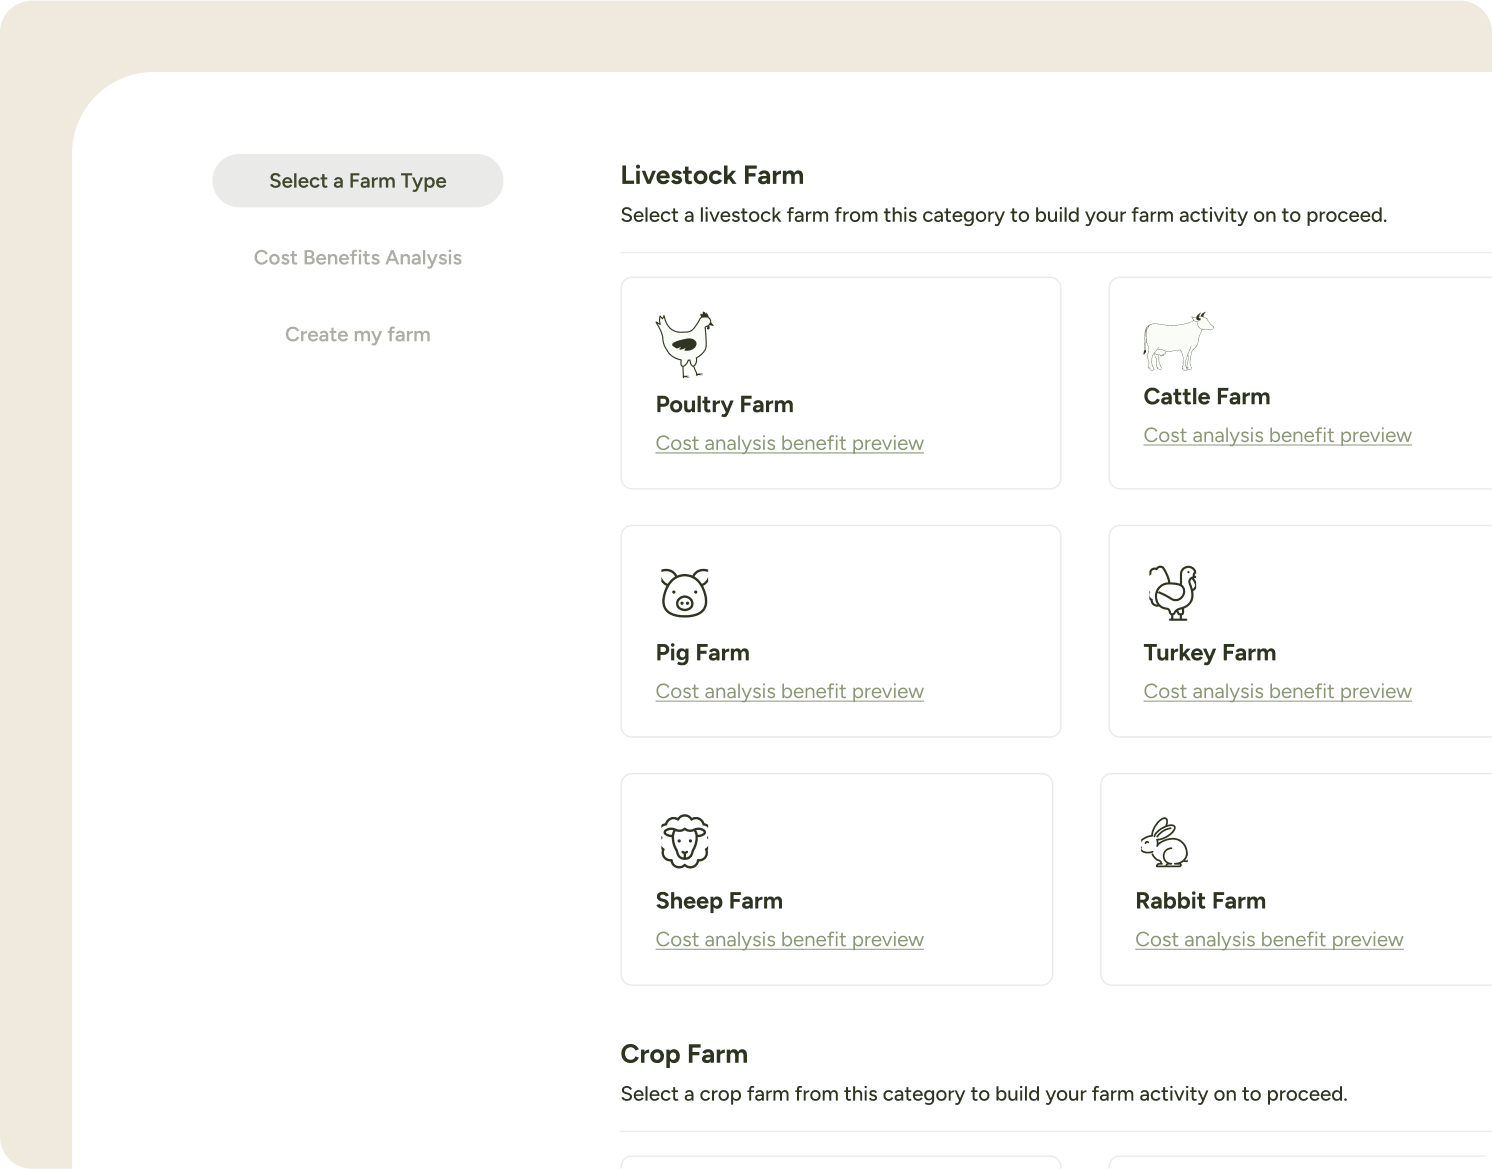 Select a Farm Type
Cost Benefits Analysis
Create my farm
Livestock Farm
Select a livestock farm from this category to build your farm activity on to proceed.
Poultry Farm
Cost analysis benefit preview
Cattle Farm
Cost analysis benefit preview
Pig Farm
Cost analysis benefit preview
Turkey Farm
Cost analysis benefit preview
Sheep Farm
Cost analysis benefit preview
Rabbit Farm
Cost analysis benefit preview
Crop Farm
Select a crop farm from this category to build your farm activity on to proceed.